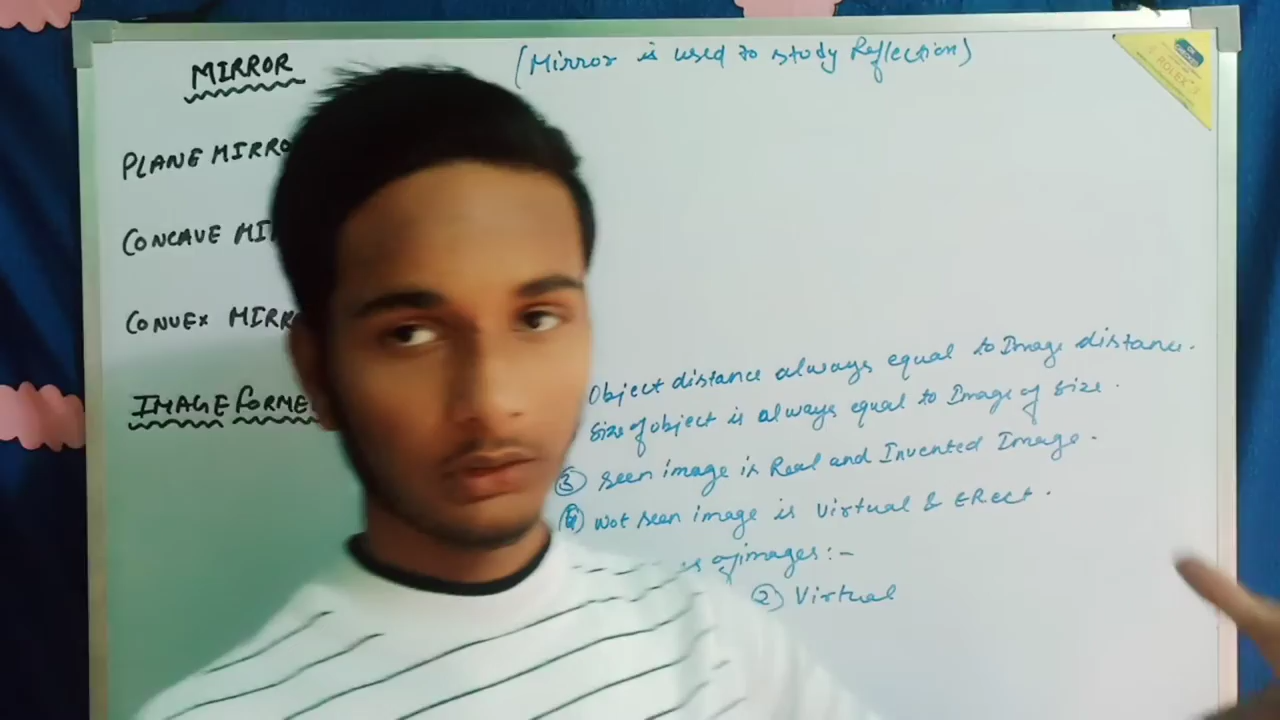 MIRROR
(Mirror is used to study Reflection)
ROLEX
PLANE MIRRO
CONCAVE MI
CONVEX MIRR
IMAGE FORME
Object distance always equal to Image distance.
Size of object is always equal to Image of size.
③ Seen image is Real and Invented Image.
④ Not seen image is Virtual & ERect.
of images :-
② Virtual